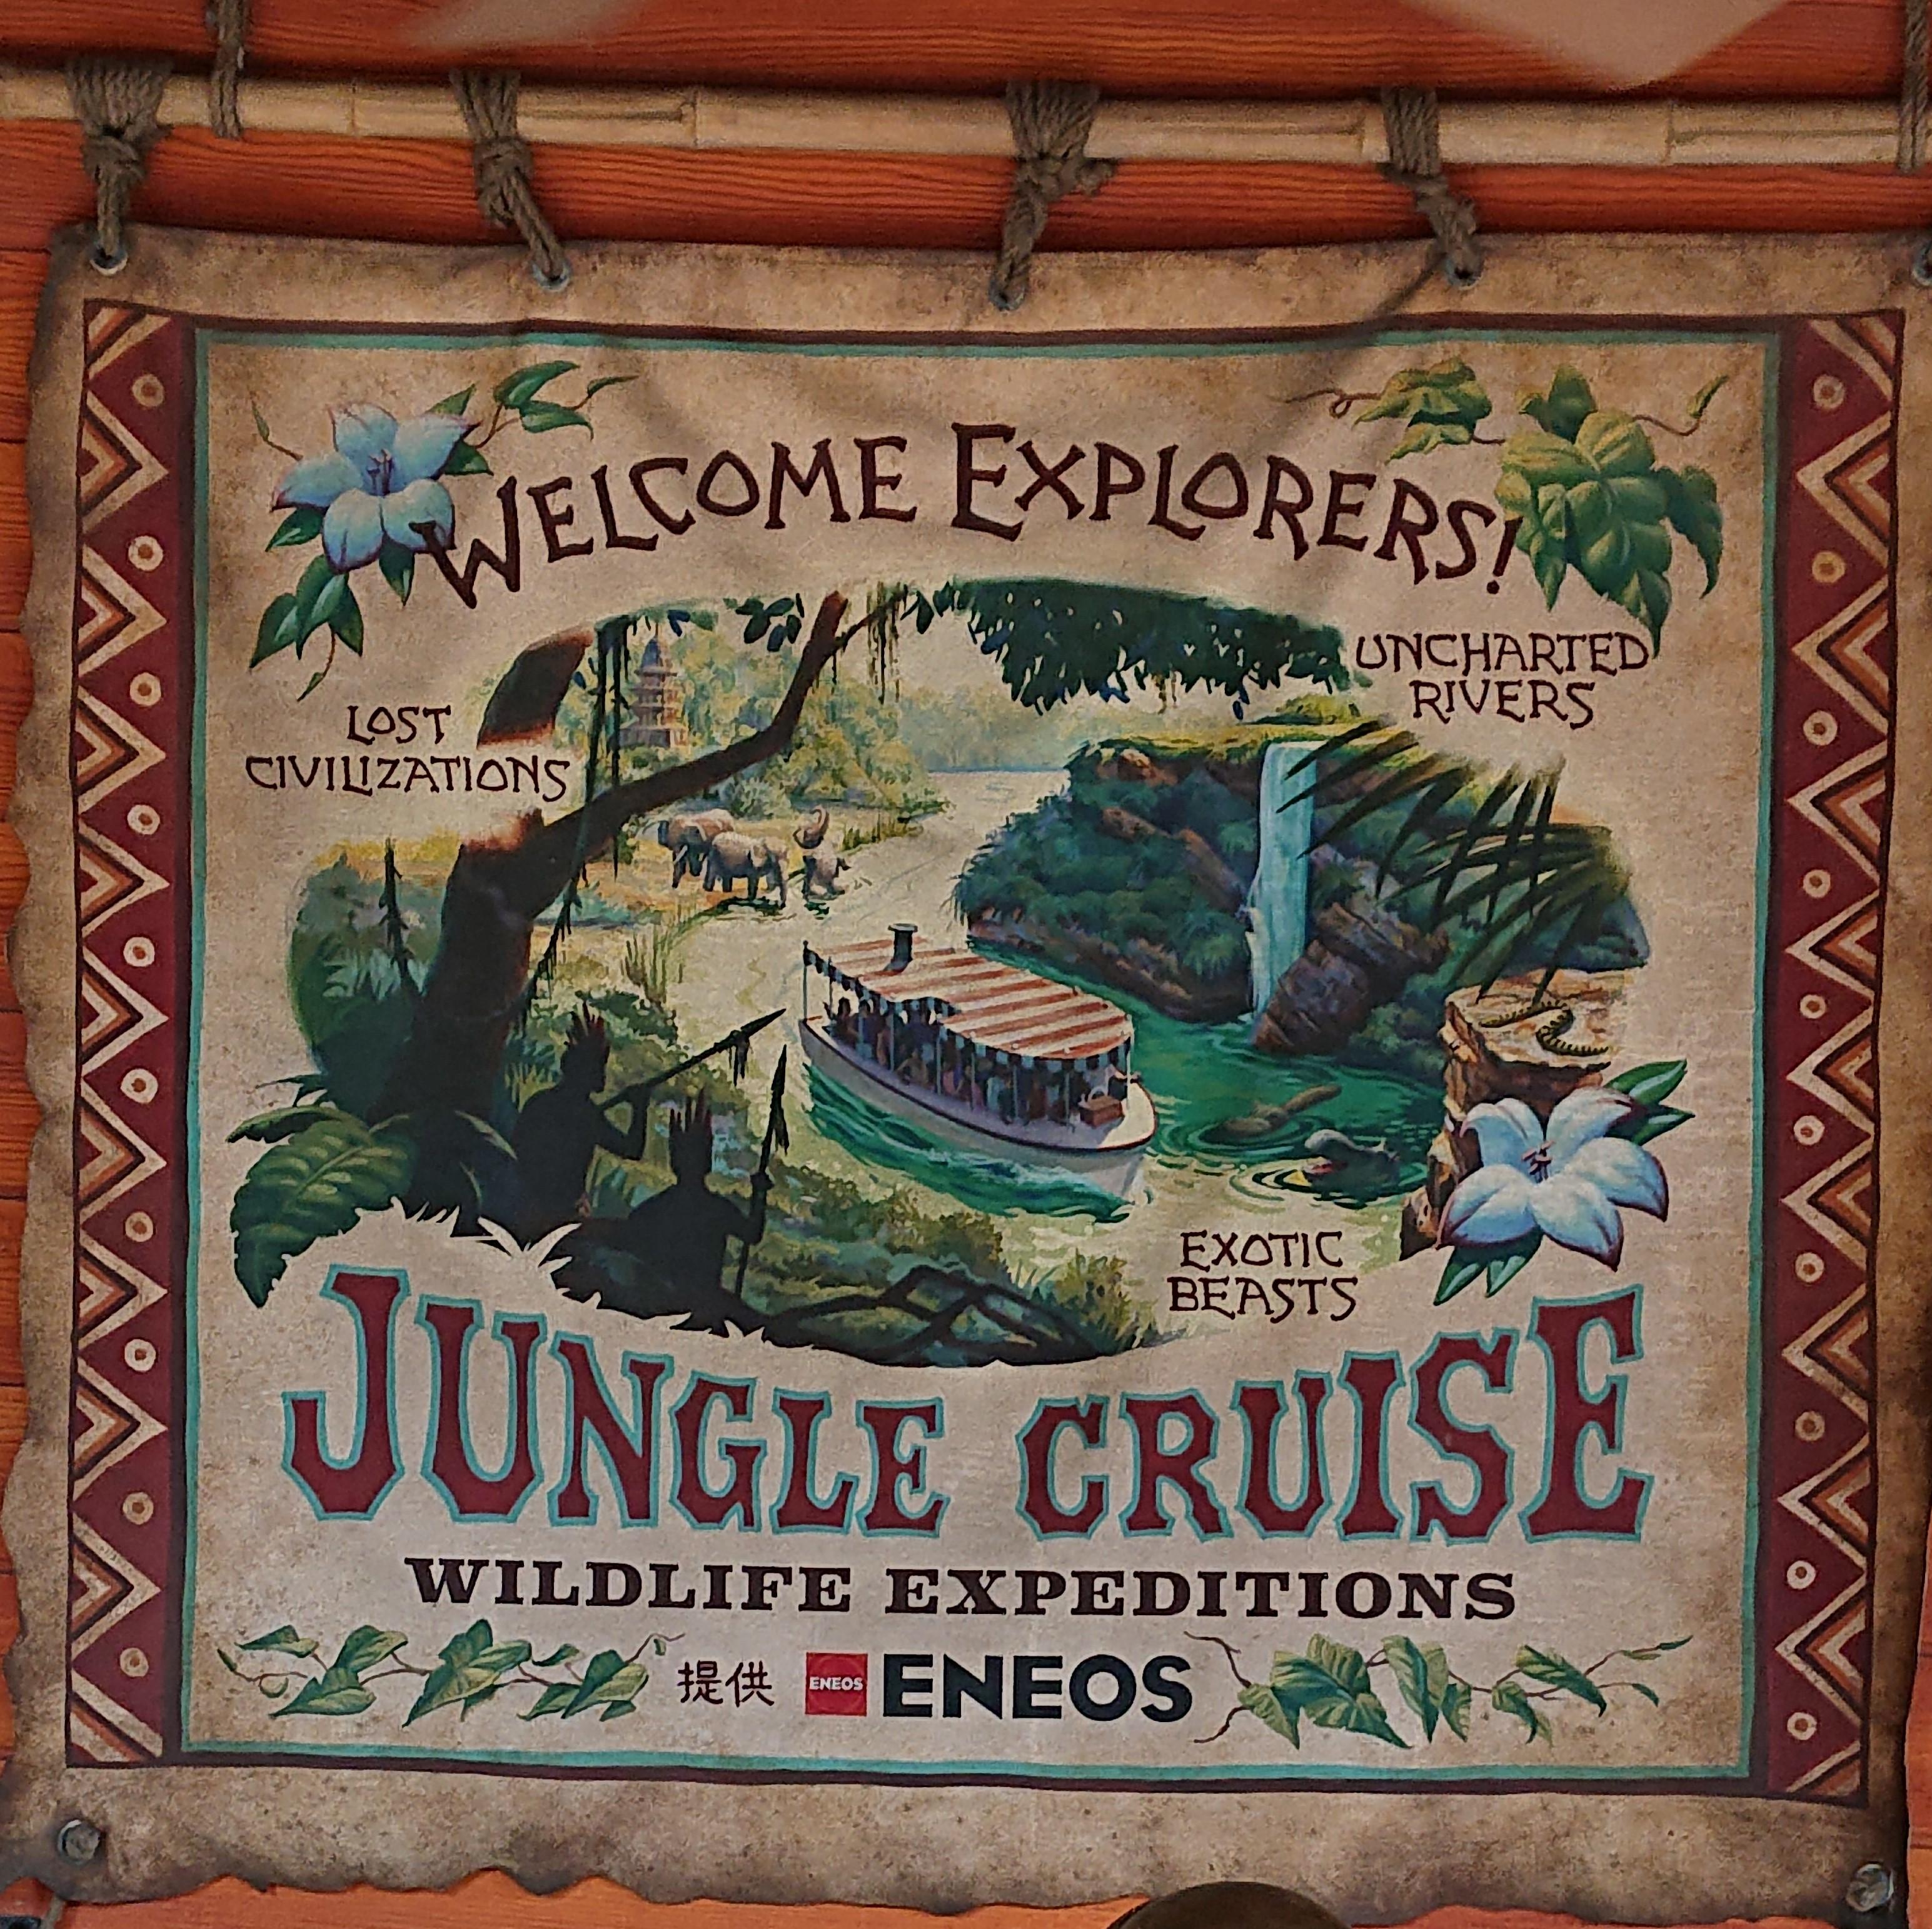 WELCOME EXPLORERS!
LOST
CIVILIZATIONS
UNCHARTED
RIVERS
EXOTIC
BEASTS
JUNGLE CRUISE
WILDLIFE EXPEDITIONS
提供 ENEOS ENEOS